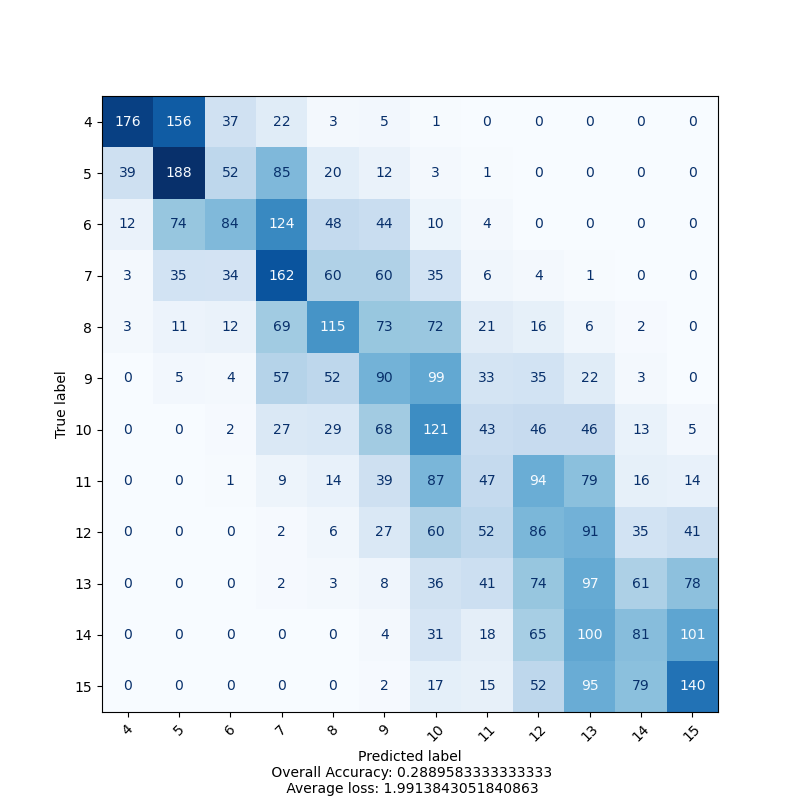 4 176 156 37 22 3 5 1 0 0 0 0 0
5 39 188 52 85 20 12 3 1 0 0 0 0
6 12 74 84 124 48 44 10 4 0 0 0 0
7 3 35 34 162 60 60 35 6 4 1 0 0
8 3 11 12 69 115 73 72 21 16 6 2 0
9 0 5 4 57 52 90 99 33 35 22 3 0
10 0 0 2 27 29 68 121 43 46 46 13 5
11 0 0 1 9 14 39 87 47 94 79 16 14
12 0 0 0 2 6 27 60 52 86 91 35 41
13 0 0 0 2 3 8 36 41 74 97 61 78
14 0 0 0 0 0 4 31 18 65 100 81 101
15 0 0 0 0 0 2 17 15 52 95 79 140
True label
4 5 6 7 8 9 10 11 12 13 14 15
Predicted label
Overall Accuracy: 0.2889583333333333
Average loss: 1.9913843051840863